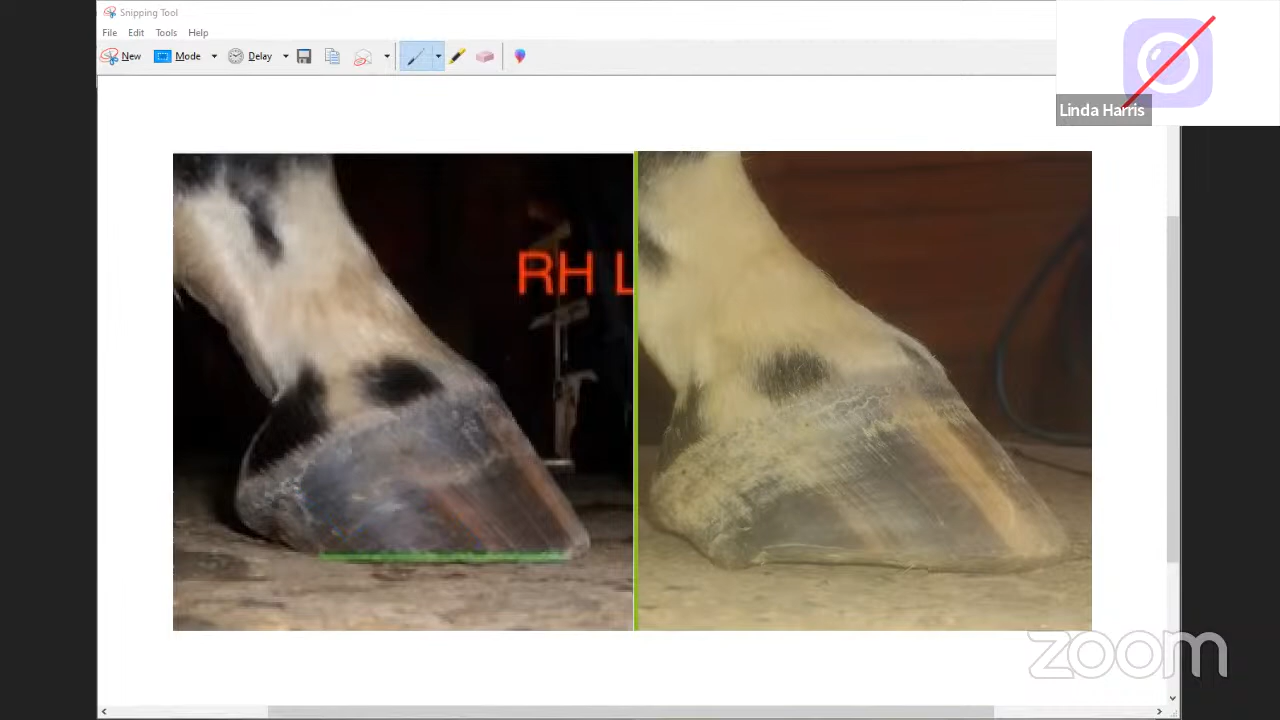 Snipping Tool
File Edit Tools Help
New Mode Delay
Linda Harris
RH L
zoom